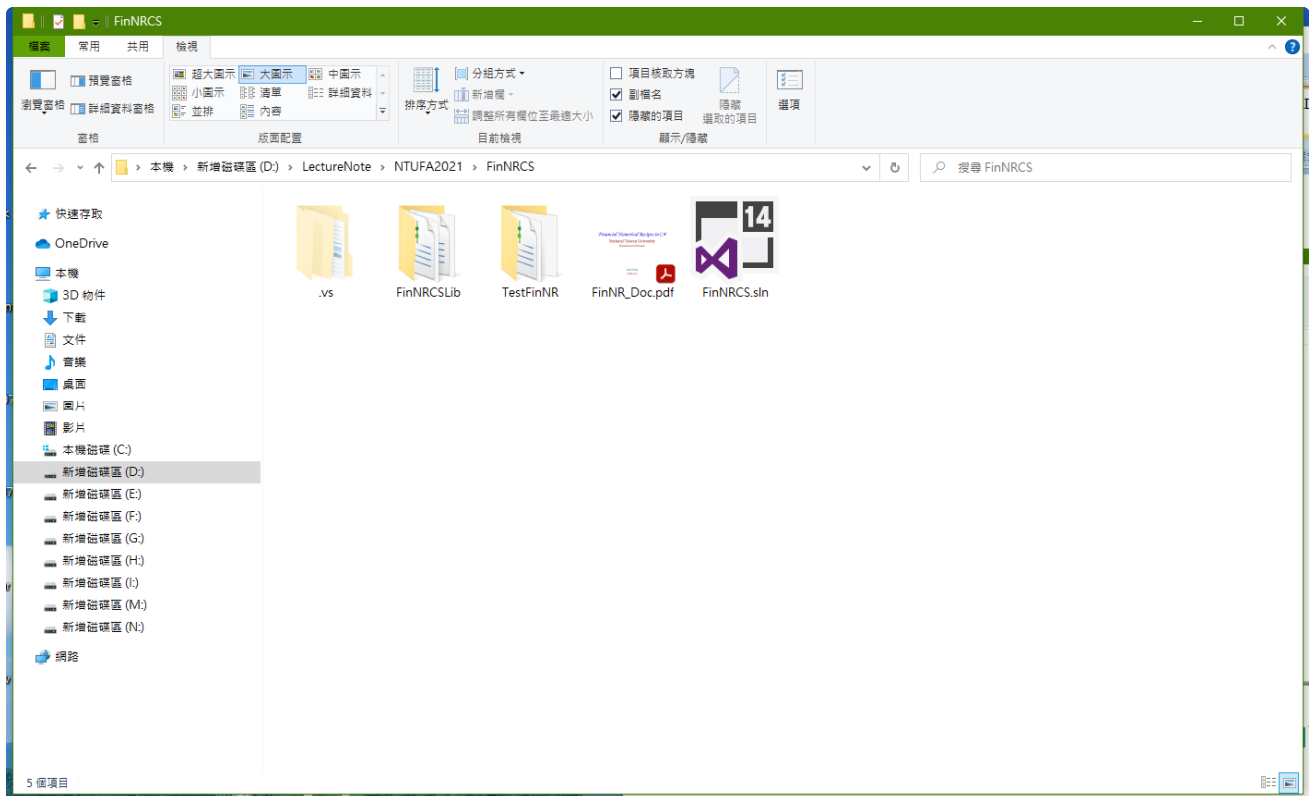 FinNRCS
檔案 常用 共用 檢視
預覽窗格
瀏覽窗格 詳細資料窗格
窗格
超大圖示 大圖示 中圖示
小圖示 清單 詳細資料
並排 內容
版面配置
排序方式
分組方式
新增欄
調整所有欄位至最適大小
目前檢視
項目核取方塊
副檔名
隱藏的項目
隱藏
選取的項目
顯示/隱藏
選項
本機 › 新增磁碟區 (D:) › LectureNote › NTUFA2021 › FinNRCS
搜尋 FinNRCS
快速存取
OneDrive
本機
3D 物件
下載
文件
音樂
桌面
圖片
影片
本機磁碟 (C:)
新增磁碟區 (D:)
新增磁碟區 (E:)
新增磁碟區 (F:)
新增磁碟區 (G:)
新增磁碟區 (H:)
新增磁碟區 (I:)
新增磁碟區 (M:)
新增磁碟區 (N:)
網路
Financial Numerical Recipes in C#
National Taiwan University
14
.vs FinNRCSLib TestFinNR FinNR_Doc.pdf FinNRCS.sln
5 個項目